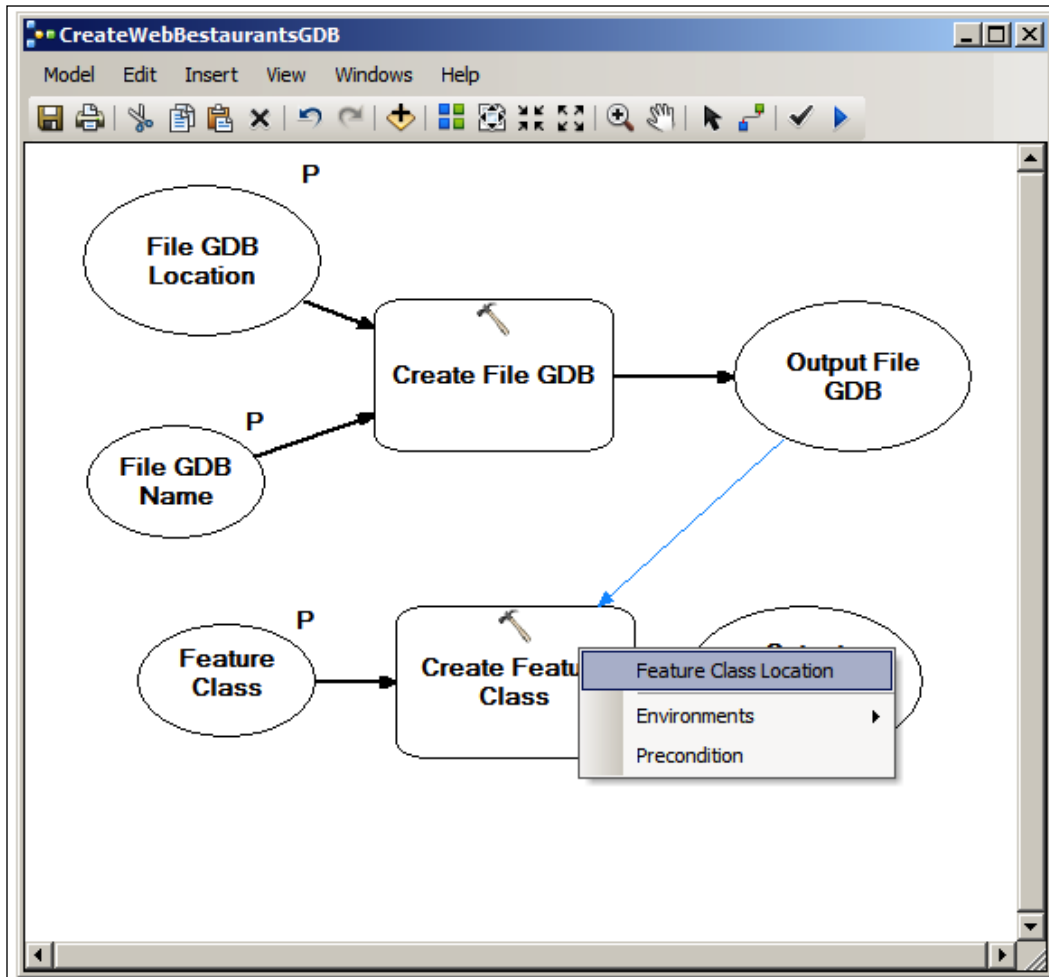 CreateWebBestaurantsGDB
Model Edit Insert View Windows Help
P
File GDB
Location
Create File GDB
Output File
GDB
P
File GDB
Name
P
Feature
Class
Create Featu
Class
Feature Class Location
Environments
Precondition